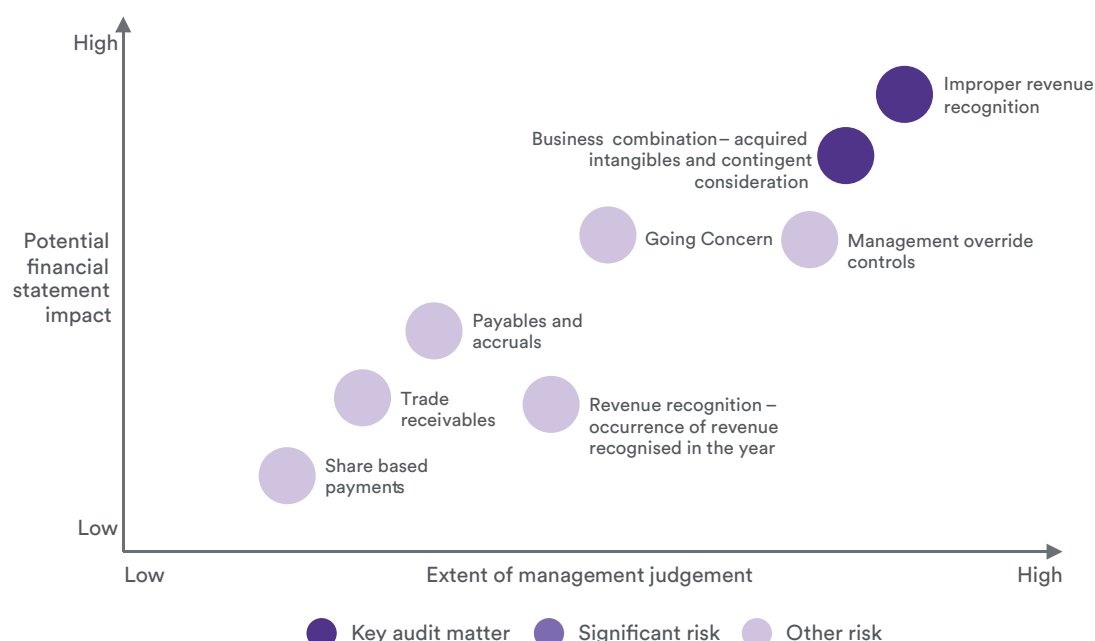 High
Improper revenue
recognition
Business combination – acquired
intangibles and contingent
consideration
Potential
financial
statement
impact
Going Concern
Management override
controls
Payables and
accruals
Trade
receivables
Revenue recognition –
occurrence of revenue
recognised in the year
Share based
payments
Low
Low
Extent of management judgement
High
Key audit matter
Significant risk
Other risk